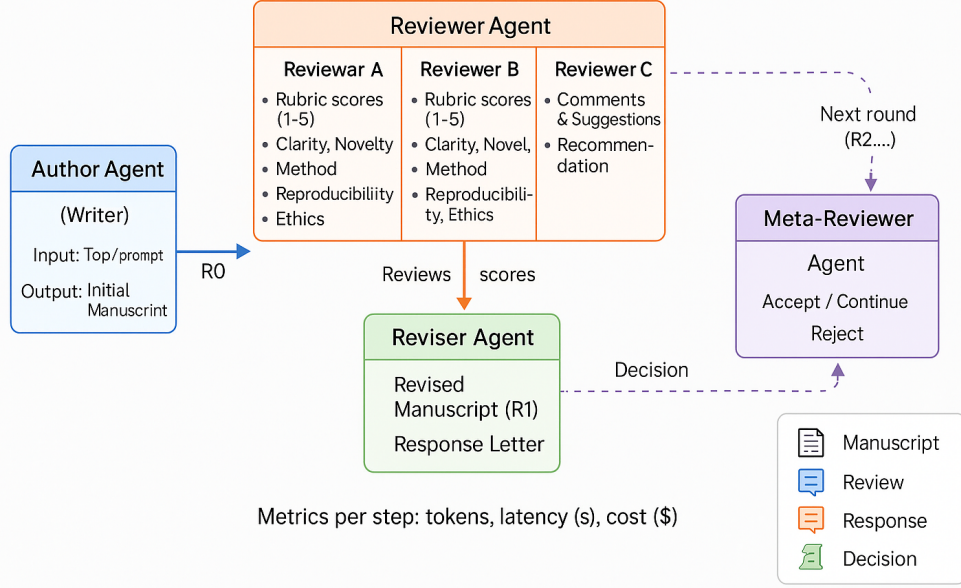 Reviewer Agent
Reviewar A
• Rubric scores
(1-5)
• Clarity, Novelty
• Method
• Reproducibiliity
• Ethics
Reviewer B
• Rubric scores
(1-5)
• Clarity, Novel,
• Method
• Reproducibili-
ty, Ethics
Reviewer C
• Comments
& Suggestions
• Recommen-
dation
Next round
(R2....)
Author Agent
(Writer)
Input: Top/prompt
Output: Initial
Manuscrint
R0
Reviews scores
Meta-Reviewer
Agent
Accept / Continue
Reject
Reviser Agent
Revised
Manuscript (R1)
Response Letter
Decision
Manuscript
Review
Response
Decision
Metrics per step: tokens, latency (s), cost ($)